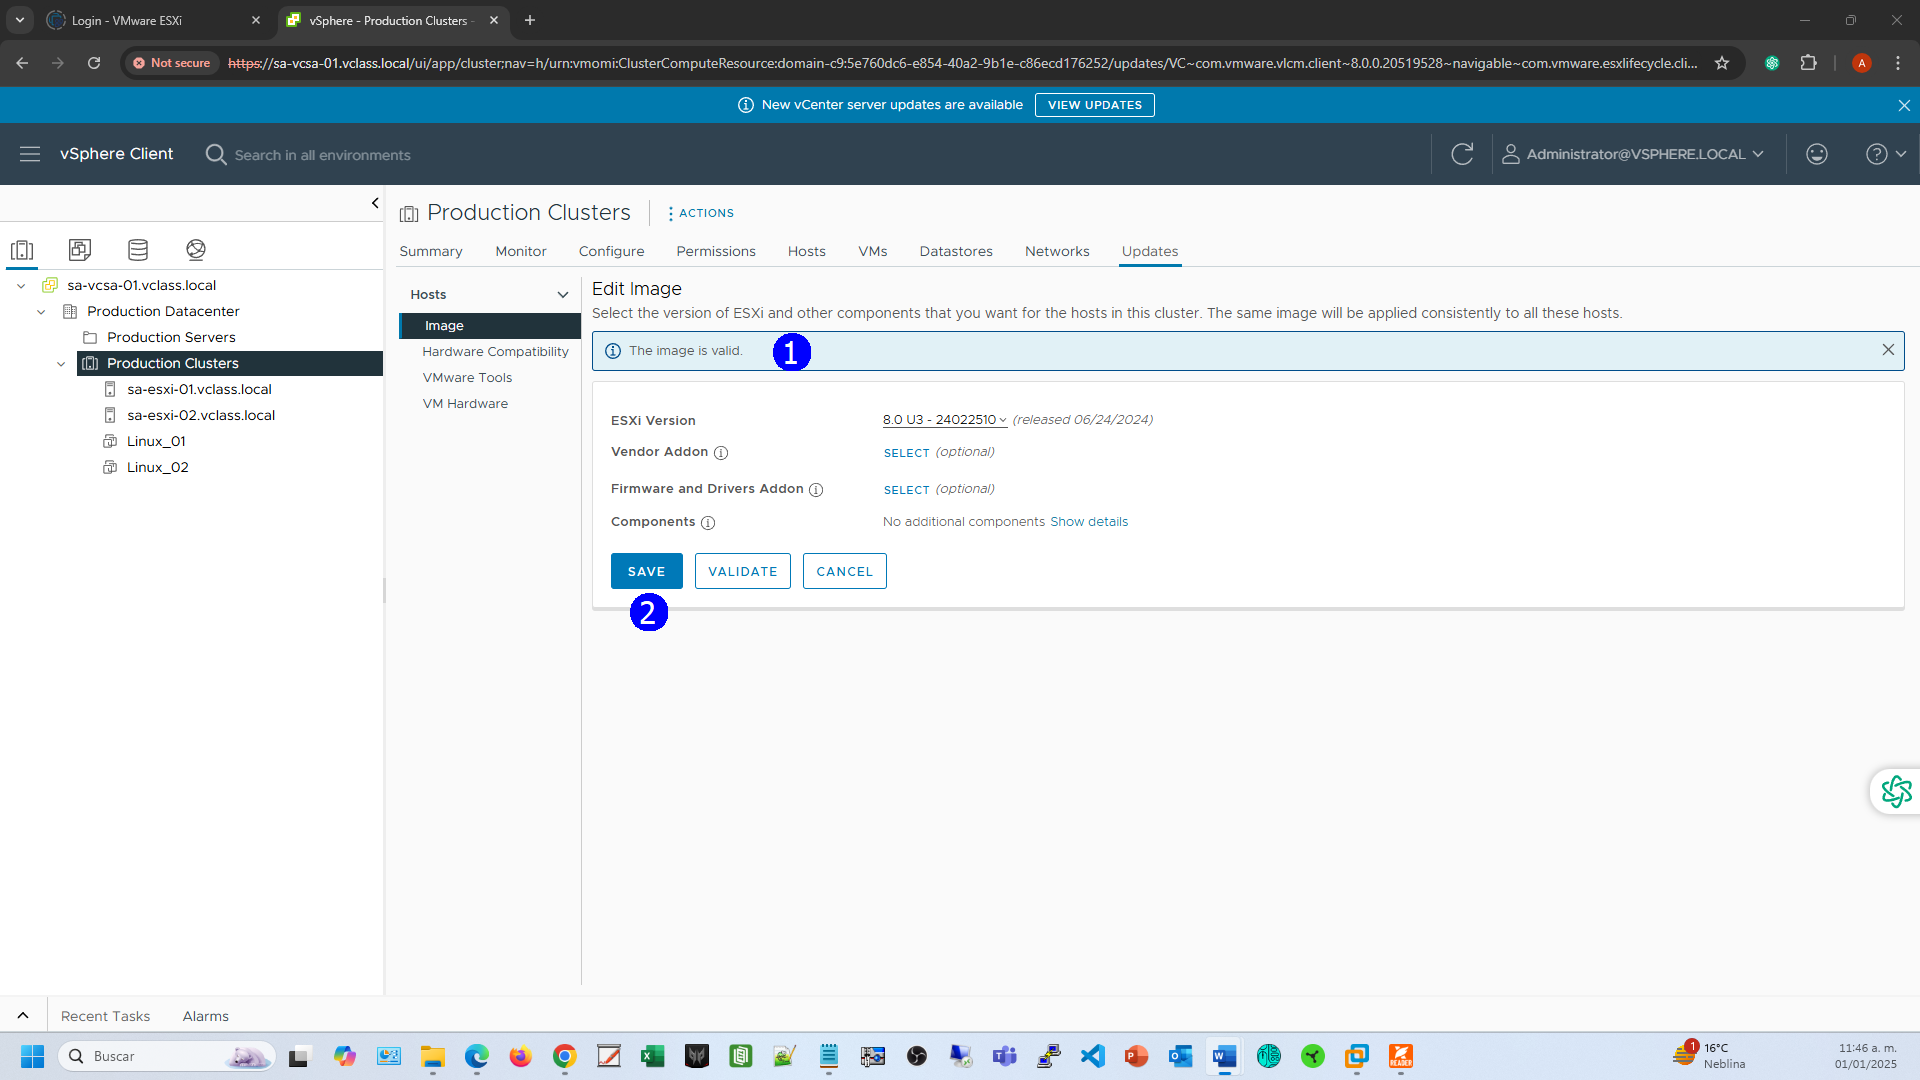 Login - VMware ESXi
vSphere - Production Clusters -
Not secure
https://sa-vcsa-01.vclass.local/ui/app/cluster;nav=h/urn:vmomi:ClusterComputeResource:domain-c9:5e760dc6-e854-40a2-9b1e-c86ecd176252/updates/VC~com.vmware.vlcm.client~8.0.0.20519528~navigable~com.vmware.esxlifecycle.cli...
A
New vCenter server updates are available
VIEW UPDATES
vSphere Client
Search in all environments
Administrator@VSPHERE.LOCAL
Production Clusters
ACTIONS
Summary
Monitor
Configure
Permissions
Hosts
VMs
Datastores
Networks
Updates
sa-vcsa-01.vclass.local
Production Datacenter
Production Servers
Production Clusters
sa-esxi-01.vclass.local
sa-esxi-02.vclass.local
Linux_01
Linux_02
Hosts
Image
Hardware Compatibility
VMware Tools
VM Hardware
Edit Image
Select the version of ESXi and other components that you want for the hosts in this cluster. The same image will be applied consistently to all these hosts.
The image is valid.
1
ESXi Version
8.0 U3 - 24022510 (released 06/24/2024)
Vendor Addon
SELECT (optional)
Firmware and Drivers Addon
SELECT (optional)
Components
No additional components Show details
SAVE
VALIDATE
CANCEL
2
Recent Tasks
Alarms
Buscar
READER
1
16°C
Neblina
11:46 a. m.
01/01/2025